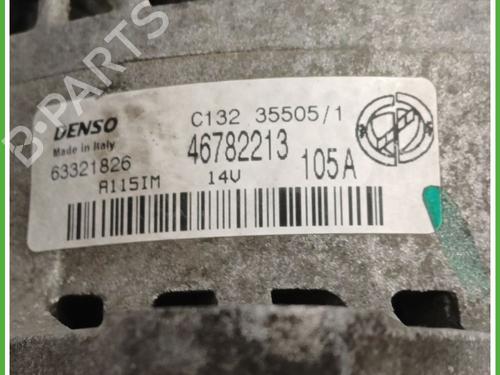 B-PARTS
DENSO
Made in Italy
63321826
A115IM
C132 35505/1
46782213
14V
105A